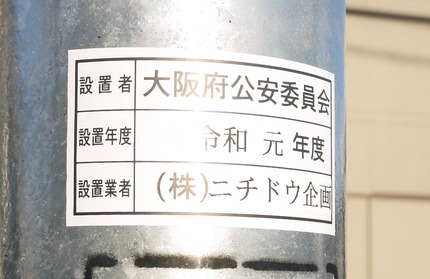 設置者 大阪府公安委員会
設置年度 令和 元 年度
設置業者 (株)ニチドウ企画